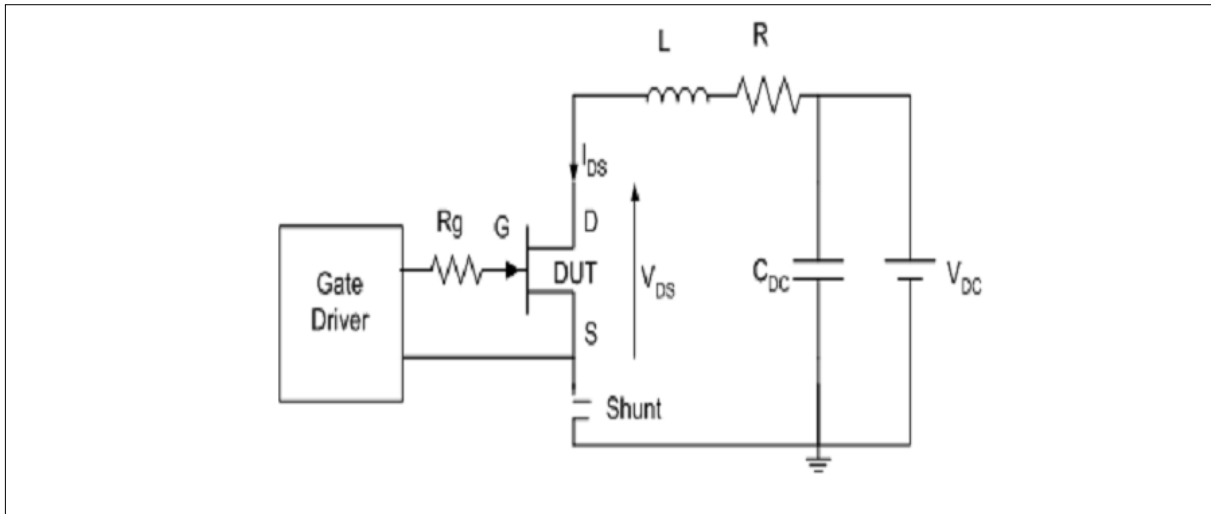 L
R
I_DS
Rg
G
D
Gate
Driver
DUT
V_DS
C_DC
V_DC
S
Shunt